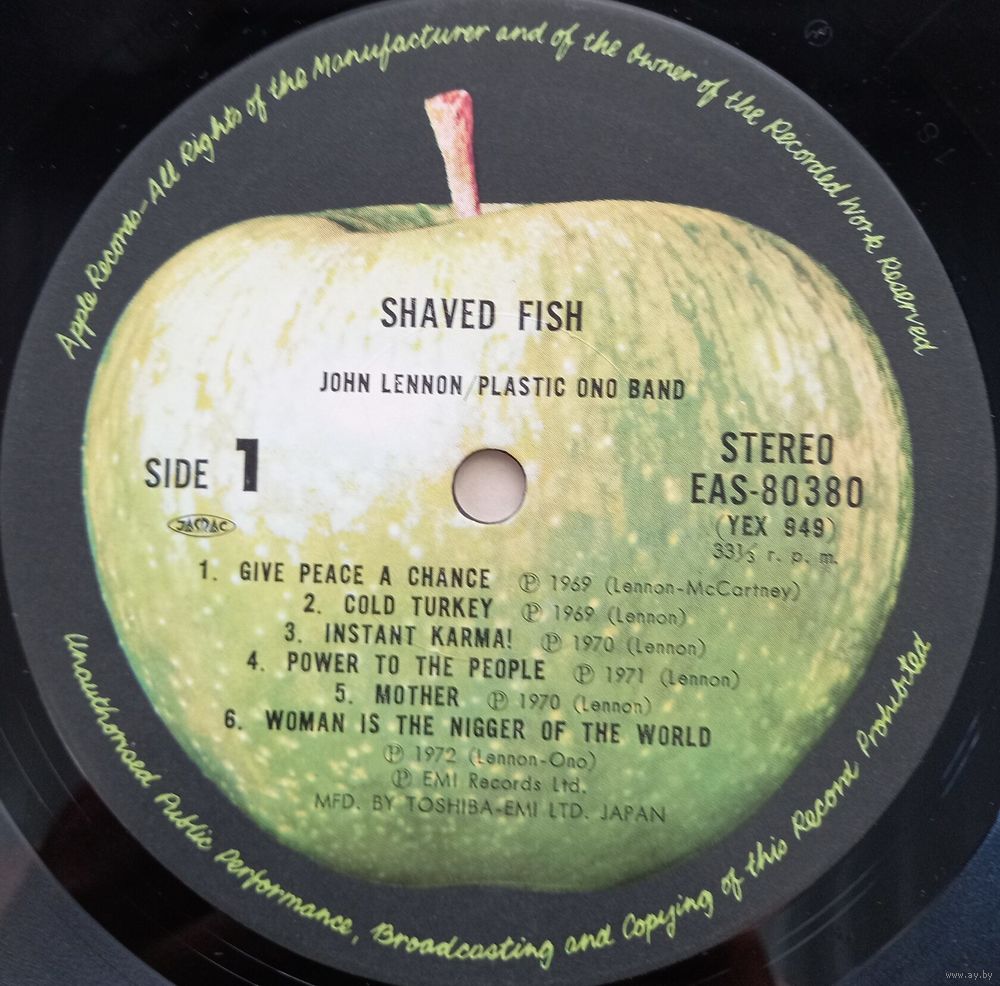 Apple Records—All Rights of the Manufacturer and of the Owner of the Recorded Work Reserved
SHAVED FISH
JOHN LENNON/PLASTIC ONO BAND
SIDE 1
JASRAC
STEREO
EAS-80380
(YEX 949)
33⅓ r. p. m.
1. GIVE PEACE A CHANCE ℗ 1969 (Lennon-McCartney)
2. COLD TURKEY ℗ 1969 (Lennon)
3. INSTANT KARMA! ℗ 1970 (Lennon)
4. POWER TO THE PEOPLE ℗ 1971 (Lennon)
5. MOTHER ℗ 1970 (Lennon)
6. WOMAN IS THE NIGGER OF THE WORLD
℗ 1972 (Lennon-Ono)
℗ EMI Records Ltd.
MFD. BY TOSHIBA-EMI LTD. JAPAN
Unauthorised Public Performance, Broadcasting and Copying of this Record Prohibited
www.ay.by